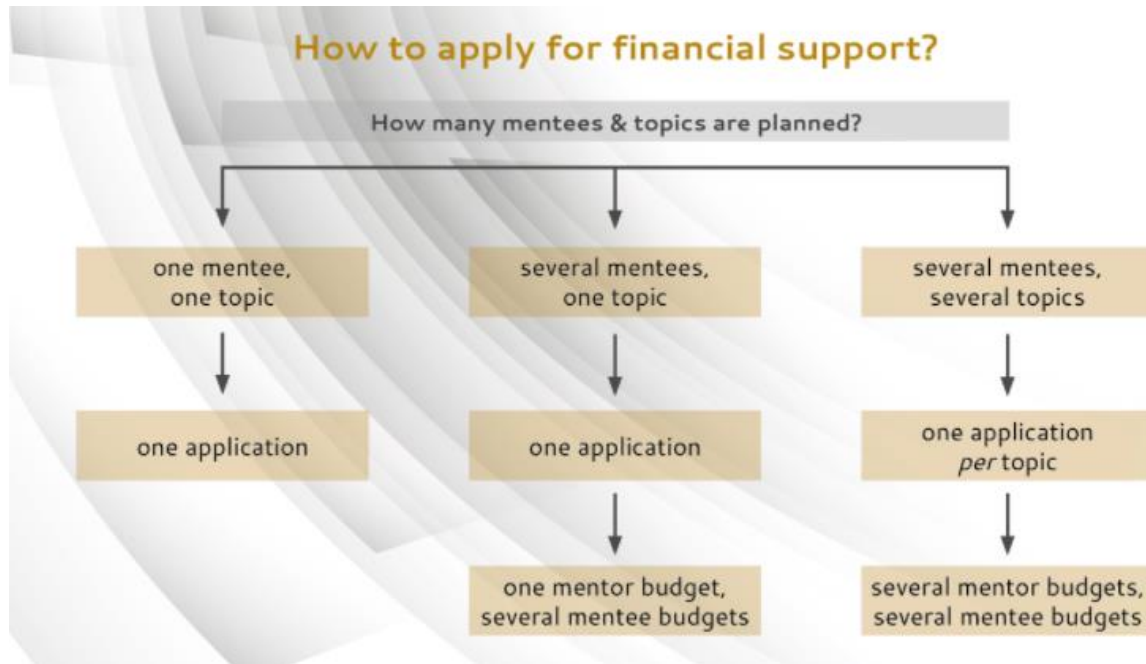 How to apply for financial support?
How many mentees & topics are planned?
one mentee,
one topic
several mentees,
one topic
several mentees,
several topics
one application
one application
one application
per topic
one mentor budget,
several mentee budgets
several mentor budgets,
several mentee budgets